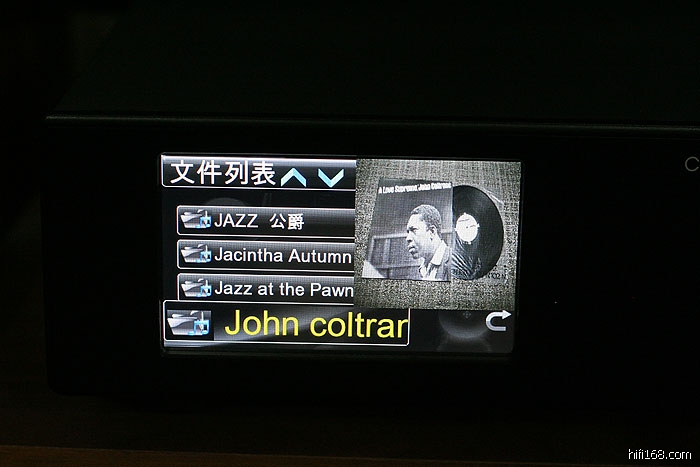 文件列表
A Love Supreme/John Coltrane
JAZZ 公爵
Jacintha Autumn
Jazz at the Pawn
John coltran
C
hifi168.com